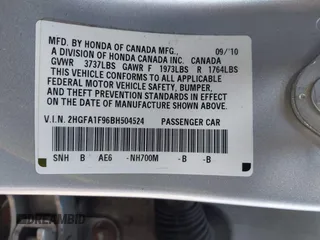 MFD. BY HONDA OF CANADA MFG., 09/'10
A DIVISION OF HONDA CANADA INC. CANADA
GVWR 3737LBS GAWR F 1973LBS R 1764LBS
THIS VEHICLE CONFORMS TO ALL APPLICABLE
FEDERAL MOTOR VEHICLE SAFETY, BUMPER,
AND THEFT PREVENTION STANDARDS IN EFFECT ON
THE DATE OF MANUFACTURE SHOWN ABOVE.
V.I.N. 2HGFA1F96BH504524 PASSENGER CAR
SNH B AE6 -NH700M -B -B
DREAMBID